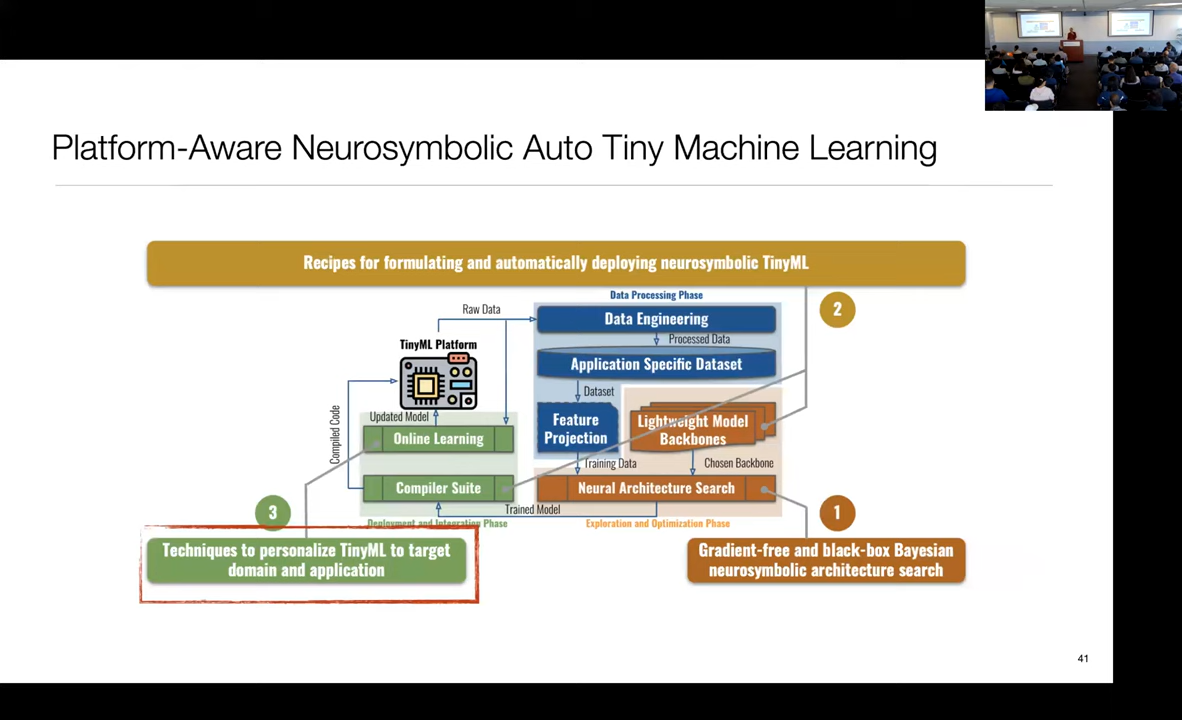 Platform-Aware Neurosymbolic Auto Tiny Machine Learning
Recipes for formulating and automatically deploying neurosymbolic TinyML
Data Processing Phase
Raw Data
2
Data Engineering
TinyML Platform
Processed Data
Application Specific Dataset
Dataset
Updated Model
Compiled Code
Feature
Projection
Lightweight Model
Backbones
Online Learning
Training Data
Chosen Backbone
Compiler Suite
Neural Architecture Search
Trained Model
3
Deployment and Integration Phase
Exploration and Optimization Phase
1
Techniques to personalize TinyML to target
domain and application
Gradient-free and black-box Bayesian
neurosymbolic architecture search
41